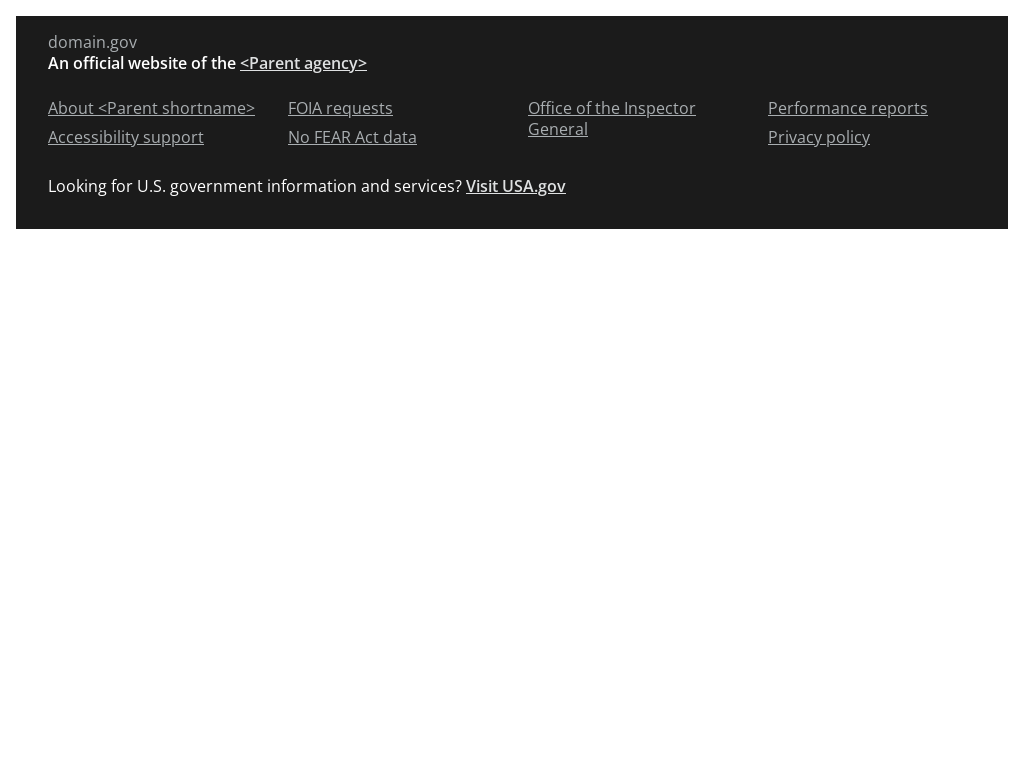 domain.gov
An official website of the <Parent agency>
About <Parent shortname>
Accessibility support
FOIA requests
No FEAR Act data
Office of the Inspector
General
Performance reports
Privacy policy
Looking for U.S. government information and services? Visit USA.gov